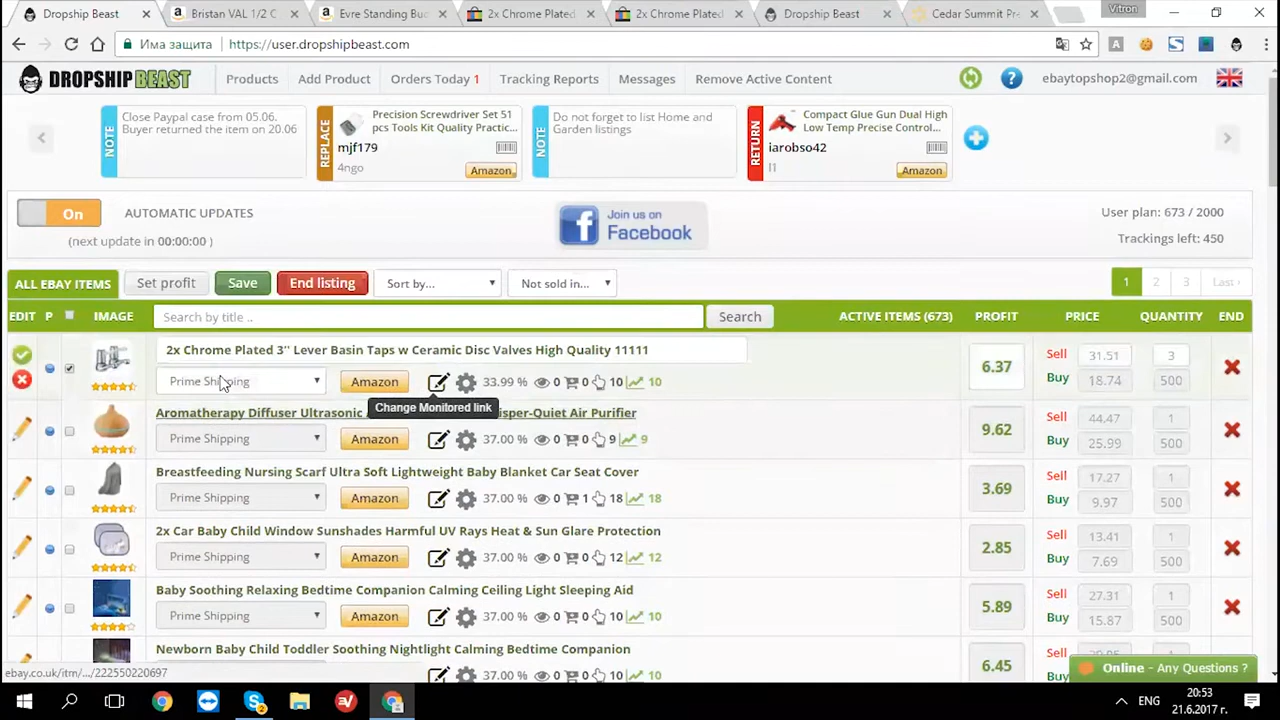 Dropship Beast
Bristan VAL 1/2 C
Evre Standing Buc
2x Chrome Plated
2x Chrome Plated
Dropship Beast
Cedar Summit Pr
Vitron
Има защита
https://user.dropshipbeast.com
DROPSHIPBEAST
Products
Add Product
Orders Today 1
Tracking Reports
Messages
Remove Active Content
ebaytopshop2@gmail.com
NOTE
Close Paypal case from 05.06.
Buyer returned the item on 20.06
REPLACE
Precision Screwdriver Set 51
pcs Tools Kit Quality Practic...
mjf179
4ngo
Amazon
NOTE
Do not forget to list Home and
Garden listings
RETURN
Compact Glue Gun Dual High
Low Temp Precise Control...
iarobso42
l1
Amazon
On
AUTOMATIC UPDATES
(next update in 00:00:00 )
Join us on
Facebook
User plan: 673 / 2000
Trackings left: 450
ALL EBAY ITEMS
Set profit
Save
End listing
Sort by...
Not sold in...
1 2 3 Last ›
EDIT P IMAGE
Search by title ..
Search
ACTIVE ITEMS (673)
PROFIT PRICE QUANTITY END
2x Chrome Plated 3'' Lever Basin Taps w Ceramic Disc Valves High Quality 11111
Prime Shipping
Amazon
33.99 % 0 0 10 10
6.37
Sell 31.51 3
Buy 18.74 500
Change Monitored link
Aromatherapy Diffuser Ultrasonic
isper-Quiet Air Purifier
Prime Shipping
Amazon
37.00 % 0 0 9 9
9.62
Sell 44.47 1
Buy 25.99 500
Breastfeeding Nursing Scarf Ultra Soft Lightweight Baby Blanket Car Seat Cover
Prime Shipping
Amazon
37.00 % 0 1 18 18
3.69
Sell 17.27 1
Buy 9.97 500
2x Car Baby Child Window Sunshades Harmful UV Rays Heat & Sun Glare Protection
Prime Shipping
Amazon
37.00 % 0 0 12 12
2.85
Sell 13.41 1
Buy 7.69 500
Baby Soothing Relaxing Bedtime Companion Calming Ceiling Light Sleeping Aid
Prime Shipping
Amazon
37.00 % 0 0 10 10
5.89
Sell 27.31 1
Buy 15.87 500
Newborn Baby Child Toddler Soothing Nightlight Calming Bedtime Companion
37.00 % 0 0 10 10
6.45
Sell
Buy
ebay.co.uk/itm/.../222550220697
Online - Any Questions ?
ENG
20:53
21.6.2017 г.